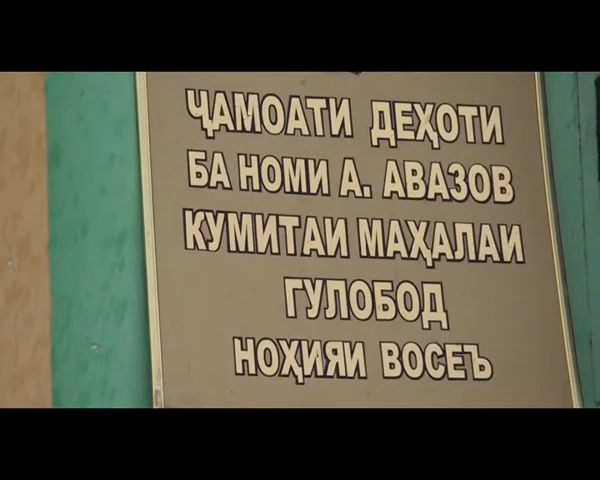 ҶАМОАТИ ДЕҲОТИ
БА НОМИ А. АВАЗОВ
КУМИТАИ МАҲАЛАИ
ГУЛОБОД
НОҲИЯИ ВОСЕЪ